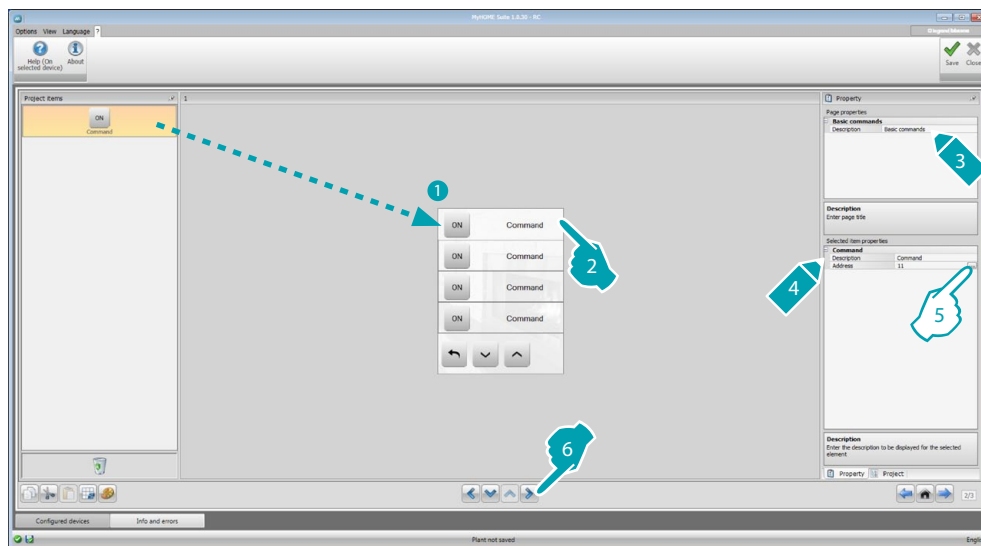 MyHOME Suite 1.0.30 - RC
Options View Language ?
Help (On selected device)
About
Save Close
Project items
1
Property
ON
Command
Page properties
Basic commands
Description Basic commands
3
Description
Enter page title
1
ON Command
2
ON Command
ON Command
ON Command
Selected item properties
Command
Description Command
Address 11 ...
4
5
6
Description
Enter the description to be displayed for the selected
element
Property Project
2/3
Configured devices Info and errors
Plant not saved
Engli